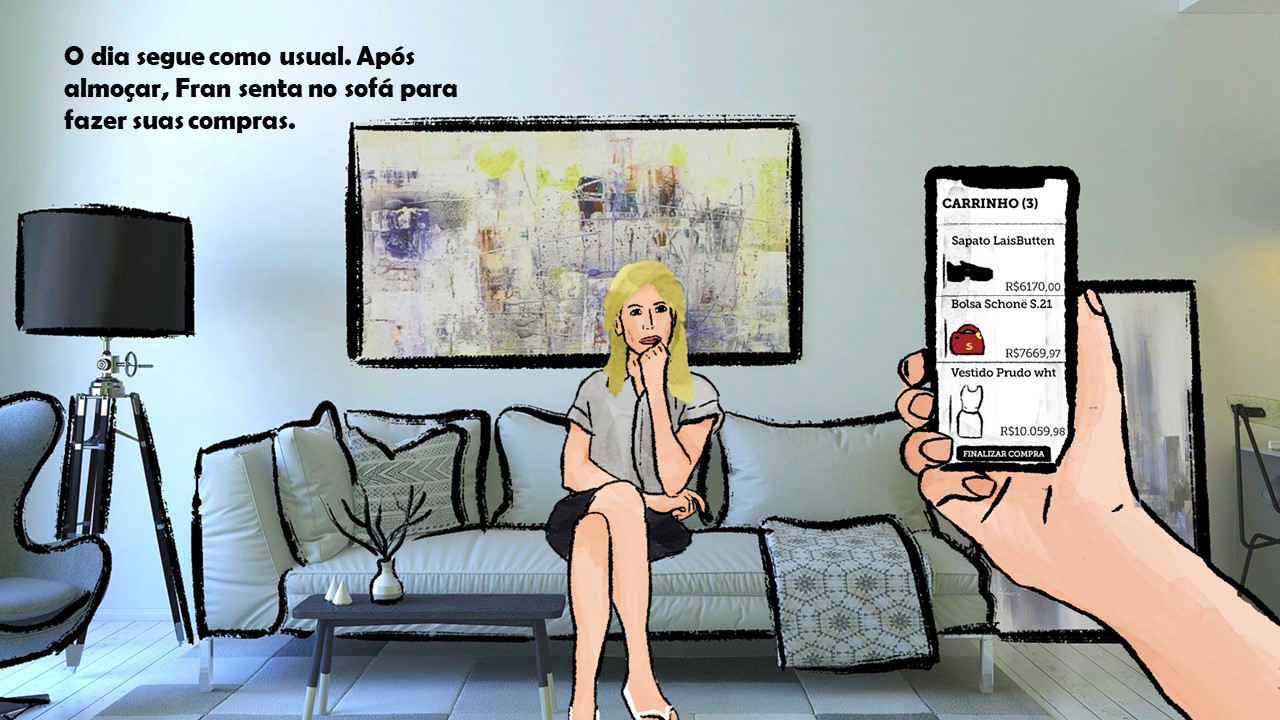 O dia segue como usual. Após
almoçar, Fran senta no sofá para
fazer suas compras.
CARRINHO (3)
Sapato LaisButten
R$6170,00
Bolsa Schonë S.21
S
R$7669,97
Vestido Prudo wht
R$10.059,98
FINALIZAR COMPRA